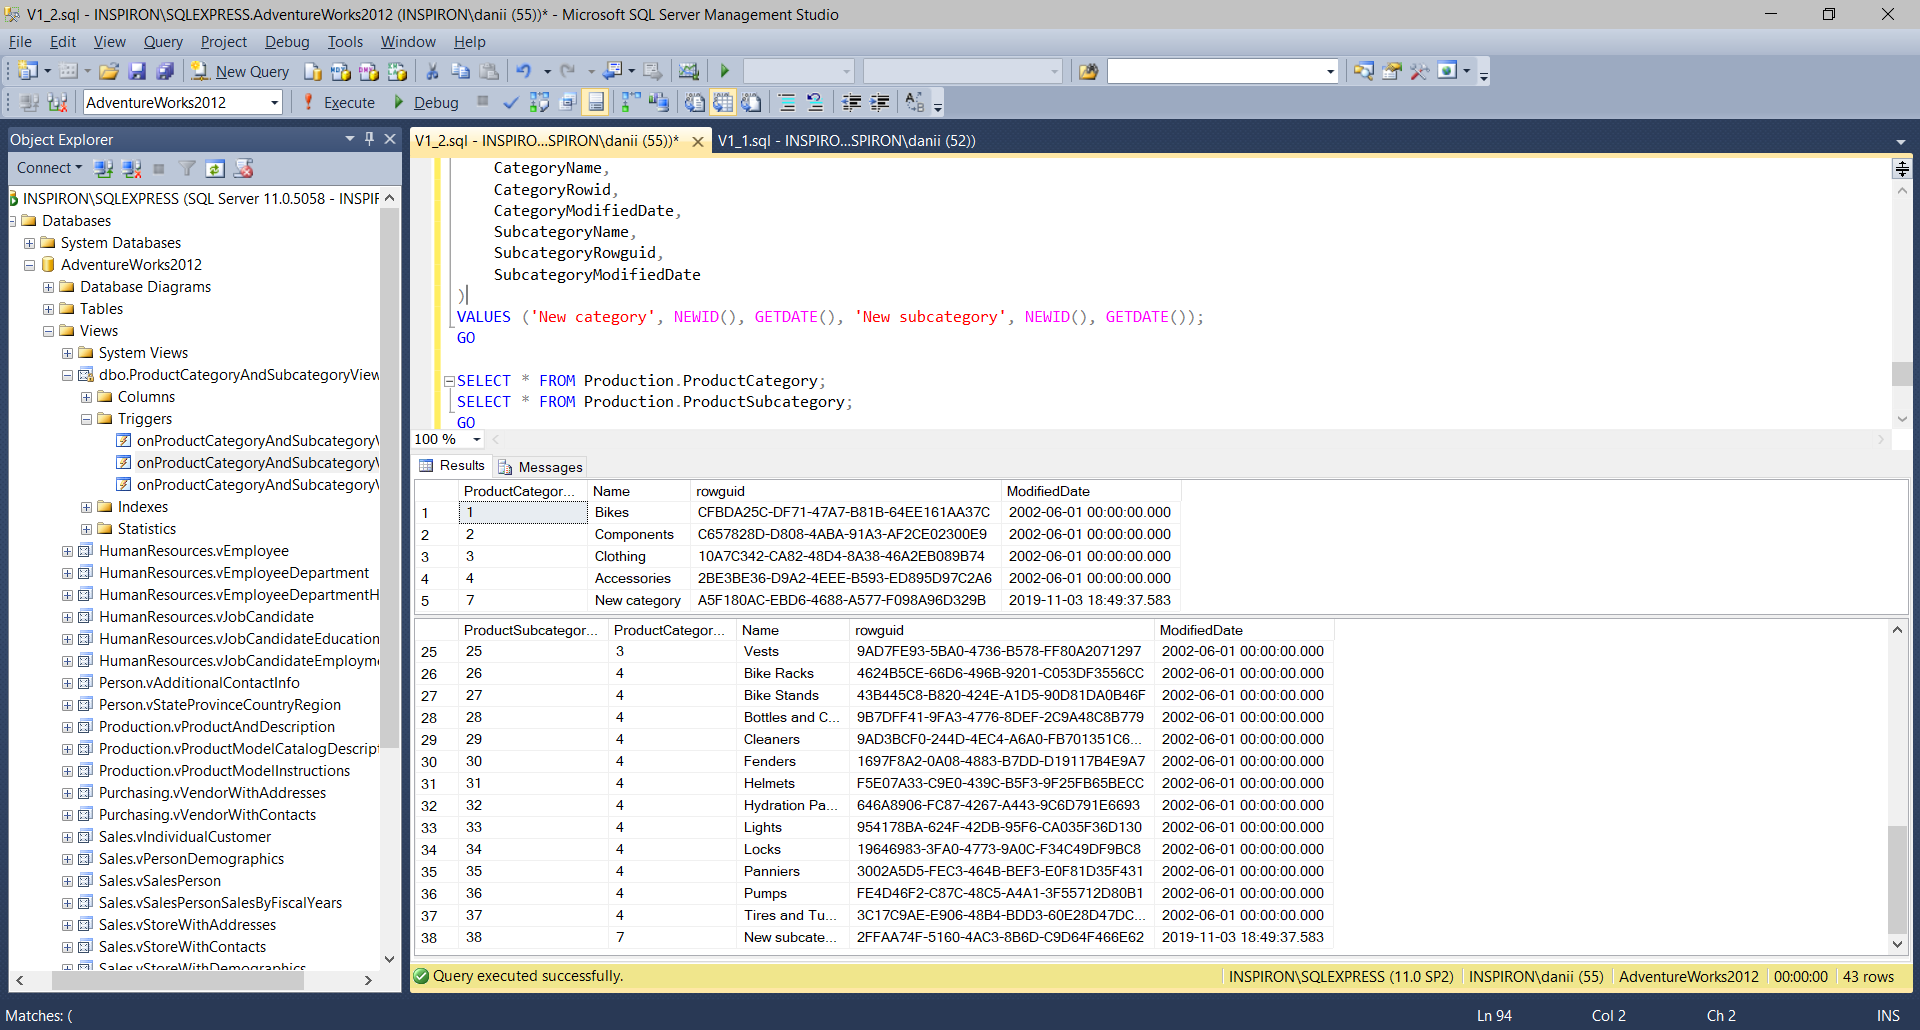 V1_2.sql - INSPIRON\SQLEXPRESS.AdventureWorks2012 (INSPIRON\danii (55))* - Microsoft SQL Server Management Studio
File Edit View Query Project Debug Tools Window Help
New Query
AdventureWorks2012 Execute Debug
Object Explorer
Connect
INSPIRON\SQLEXPRESS (SQL Server 11.0.5058 - INSPIF
Databases
System Databases
AdventureWorks2012
Database Diagrams
Tables
Views
System Views
dbo.ProductCategoryAndSubcategoryView
Columns
Triggers
onProductCategoryAndSubcategory
onProductCategoryAndSubcategory
onProductCategoryAndSubcategory
Indexes
Statistics
HumanResources.vEmployee
HumanResources.vEmployeeDepartment
HumanResources.vEmployeeDepartmentH
HumanResources.vJobCandidate
HumanResources.vJobCandidateEducation
HumanResources.vJobCandidateEmployme
Person.vAdditionalContactInfo
Person.vStateProvinceCountryRegion
Production.vProductAndDescription
Production.vProductModelCatalogDescript
Production.vProductModelInstructions
Purchasing.vVendorWithAddresses
Purchasing.vVendorWithContacts
Sales.vIndividualCustomer
Sales.vPersonDemographics
Sales.vSalesPerson
Sales.vSalesPersonSalesByFiscalYears
Sales.vStoreWithAddresses
Sales.vStoreWithContacts
Sales.vStoreWithDemographics
V1_2.sql - INSPIRO...SPIRON\danii (55))* V1_1.sql - INSPIRO...SPIRON\danii (52))
CategoryName,
CategoryRowid,
CategoryModifiedDate,
SubcategoryName,
SubcategoryRowguid,
SubcategoryModifiedDate
)
VALUES ('New category', NEWID(), GETDATE(), 'New subcategory', NEWID(), GETDATE());
GO
SELECT * FROM Production.ProductCategory;
SELECT * FROM Production.ProductSubcategory;
GO
100 %
Results Messages
ProductCategor... Name rowguid ModifiedDate
1 1 Bikes CFBDA25C-DF71-47A7-B81B-64EE161AA37C 2002-06-01 00:00:00.000
2 2 Components C657828D-D808-4ABA-91A3-AF2CE02300E9 2002-06-01 00:00:00.000
3 3 Clothing 10A7C342-CA82-48D4-8A38-46A2EB089B74 2002-06-01 00:00:00.000
4 4 Accessories 2BE3BE36-D9A2-4EEE-B593-ED895D97C2A6 2002-06-01 00:00:00.000
5 7 New category A5F180AC-EBD6-4688-A577-F098A96D329B 2019-11-03 18:49:37.583
ProductSubcategor... ProductCategor... Name rowguid ModifiedDate
25 25 3 Vests 9AD7FE93-5BA0-4736-B578-FF80A2071297 2002-06-01 00:00:00.000
26 26 4 Bike Racks 4624B5CE-66D6-496B-9201-C053DF3556CC 2002-06-01 00:00:00.000
27 27 4 Bike Stands 43B445C8-B820-424E-A1D5-90D81DA0B46F 2002-06-01 00:00:00.000
28 28 4 Bottles and C... 9B7DFF41-9FA3-4776-8DEF-2C9A48C8B779 2002-06-01 00:00:00.000
29 29 4 Cleaners 9AD3BCF0-244D-4EC4-A6A0-FB701351C6... 2002-06-01 00:00:00.000
30 30 4 Fenders 1697F8A2-0A08-4883-B7DD-D19117B4E9A7 2002-06-01 00:00:00.000
31 31 4 Helmets F5E07A33-C9E0-439C-B5F3-9F25FB65BECC 2002-06-01 00:00:00.000
32 32 4 Hydration Pa... 646A8906-FC87-4267-A443-9C6D791E6693 2002-06-01 00:00:00.000
33 33 4 Lights 954178BA-624F-42DB-95F6-CA035F36D130 2002-06-01 00:00:00.000
34 34 4 Locks 19646983-3FA0-4773-9A0C-F34C49DF9BC8 2002-06-01 00:00:00.000
35 35 4 Panniers 3002A5D5-FEC3-464B-BEF3-E0F81D35F431 2002-06-01 00:00:00.000
36 36 4 Pumps FE4D46F2-C87C-48C5-A4A1-3F55712D80B1 2002-06-01 00:00:00.000
37 37 4 Tires and Tu... 3C17C9AE-E906-48B4-BDD3-60E28D47DC... 2002-06-01 00:00:00.000
38 38 7 New subcate... 2FFAA74F-5160-4AC3-8B6D-C9D64F466E62 2019-11-03 18:49:37.583
Query executed successfully. INSPIRON\SQLEXPRESS (11.0 SP2) INSPIRON\danii (55) AdventureWorks2012 00:00:00 43 rows
Matches: ( Ln 94 Col 2 Ch 2 INS